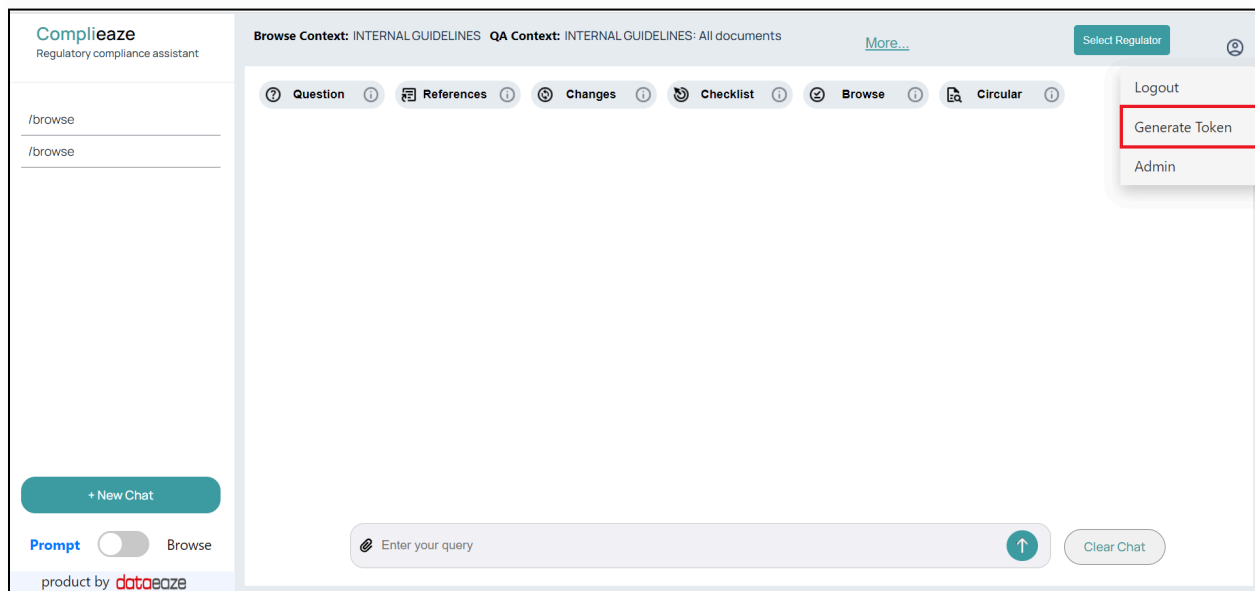 Complieaze
Regulatory compliance assistant
Browse Context: INTERNAL GUIDELINES QA Context: INTERNAL GUIDELINES: All documents
More...
Select Regulator
Question
References
Changes
Checklist
Browse
Circular
Logout
Generate Token
Admin
/browse
/browse
+ New Chat
Prompt
Browse
product by dataeaze
Enter your query
Clear Chat